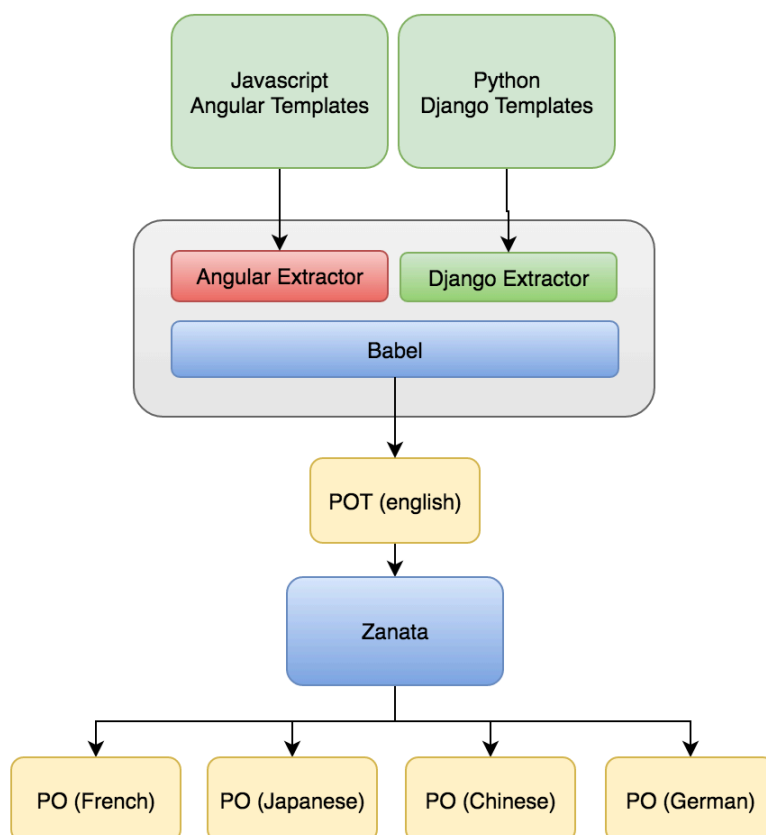 Javascript
Angular Templates
Python
Django Templates
Angular Extractor
Django Extractor
Babel
POT (english)
Zanata
PO (French)
PO (Japanese)
PO (Chinese)
PO (German)